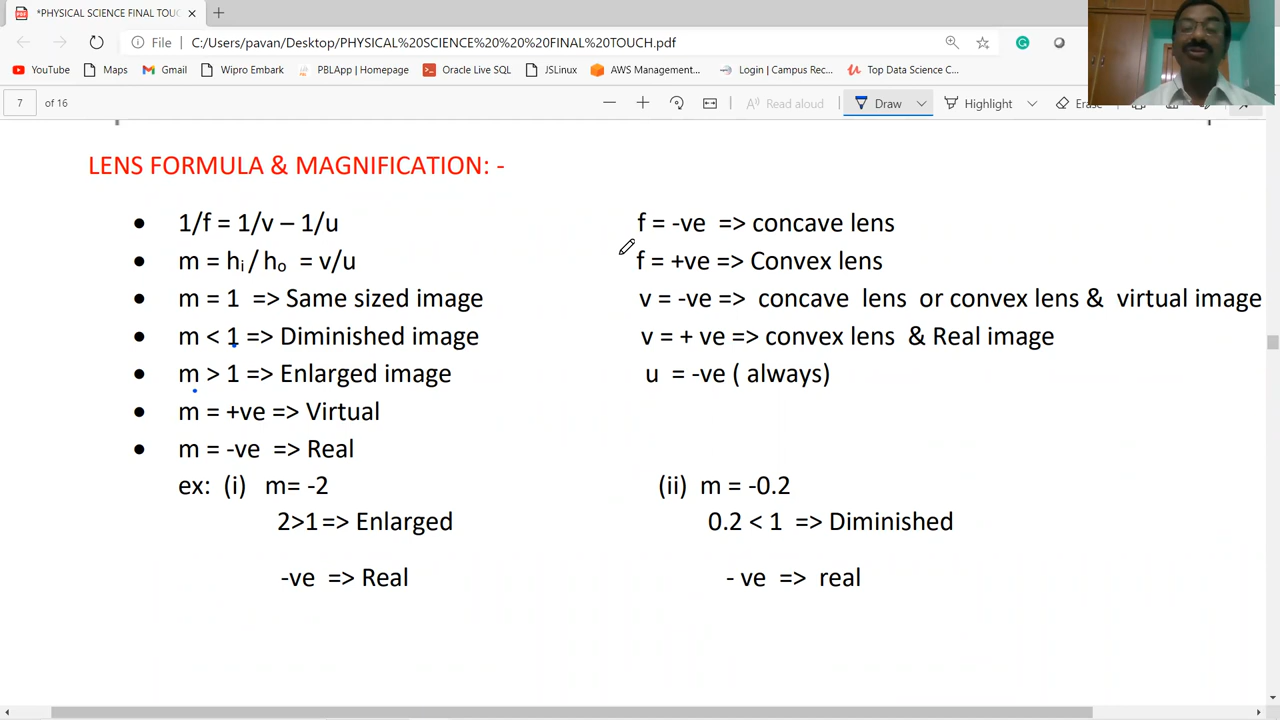 *PHYSICAL SCIENCE FINAL TOUC
File C:/Users/pavan/Desktop/PHYSICAL%20SCIENCE%20%20%20FINAL%20TOUCH.pdf
YouTube Maps Gmail Wipro Embark PBLApp | Homepage Oracle Live SQL JSLinux AWS Management... Login | Campus Rec... Top Data Science C...
7 of 16 Read aloud Draw Highlight Erase
LENS FORMULA & MAGNIFICATION: -
• 1/f = 1/v – 1/u f = -ve => concave lens
• m = hᵢ / hₒ = v/u f = +ve => Convex lens
• m = 1 => Same sized image v = -ve => concave lens or convex lens & virtual image
• m < 1 => Diminished image v = + ve => convex lens & Real image
• m > 1 => Enlarged image u = -ve ( always)
• m = +ve => Virtual
• m = -ve => Real
ex: (i) m= -2 (ii) m = -0.2
2>1 => Enlarged 0.2 < 1 => Diminished
-ve => Real - ve => real